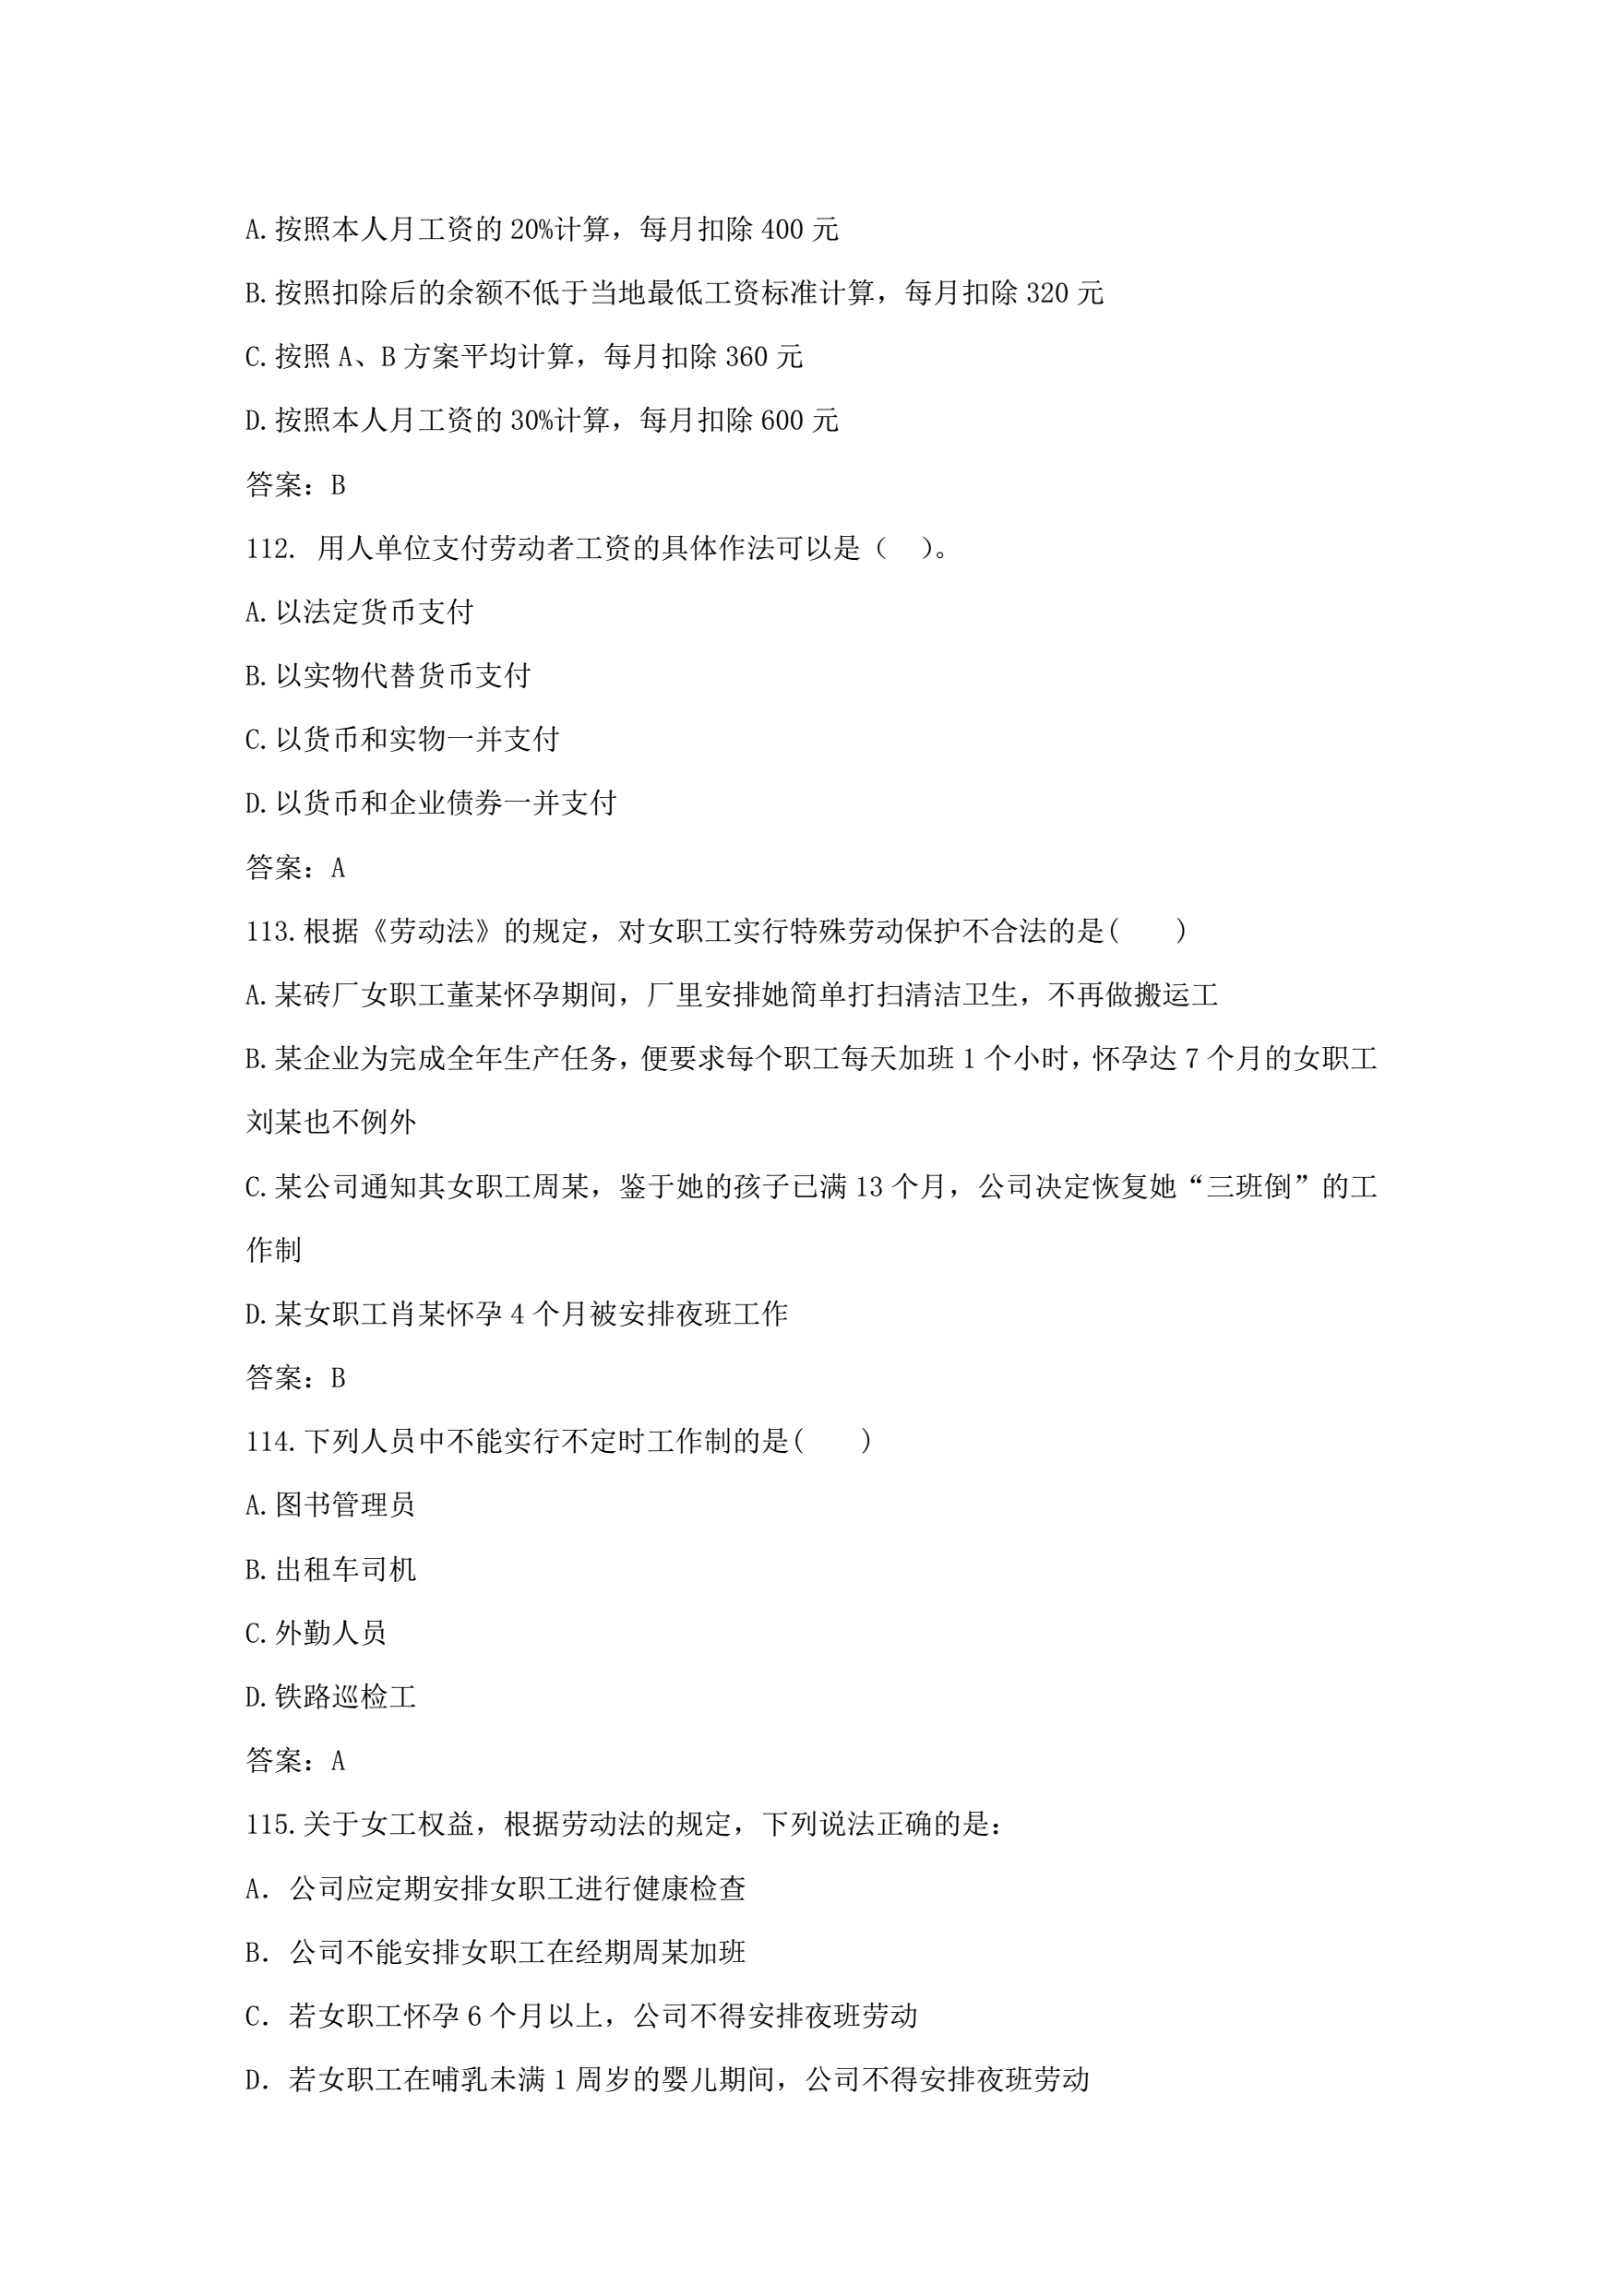 A.按照本人月工资的 20%计算，每月扣除 400 元
B.按照扣除后的余额不低于当地最低工资标准计算，每月扣除 320 元
C.按照 A、B 方案平均计算，每月扣除 360 元
D.按照本人月工资的 30%计算，每月扣除 600 元
答案：B
112. 用人单位支付劳动者工资的具体作法可以是（　）。
A.以法定货币支付
B.以实物代替货币支付
C.以货币和实物一并支付
D.以货币和企业债券一并支付
答案：A
113.根据《劳动法》的规定，对女职工实行特殊劳动保护不合法的是(　　)
A.某砖厂女职工董某怀孕期间，厂里安排她简单打扫清洁卫生，不再做搬运工
B.某企业为完成全年生产任务，便要求每个职工每天加班 1 个小时，怀孕达 7 个月的女职工
刘某也不例外
C.某公司通知其女职工周某，鉴于她的孩子已满 13 个月，公司决定恢复她“三班倒”的工
作制
D.某女职工肖某怀孕 4 个月被安排夜班工作
答案：B
114.下列人员中不能实行不定时工作制的是(　　)
A.图书管理员
B.出租车司机
C.外勤人员
D.铁路巡检工
答案：A
115.关于女工权益，根据劳动法的规定，下列说法正确的是：
A．公司应定期安排女职工进行健康检查
B．公司不能安排女职工在经期周某加班
C．若女职工怀孕 6 个月以上，公司不得安排夜班劳动
D．若女职工在哺乳未满 1 周岁的婴儿期间，公司不得安排夜班劳动